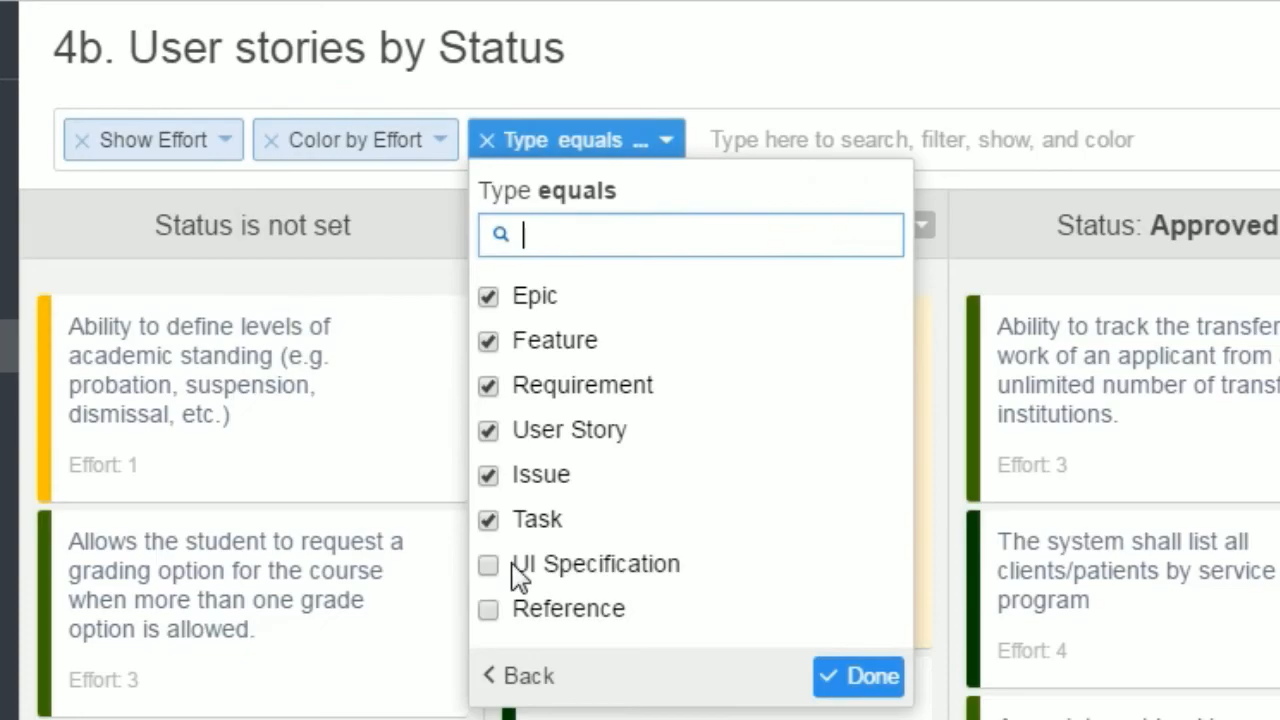 4b. User stories by Status
Show Effort
Color by Effort
Type equals ...
Type here to search, filter, show, and color
Type equals
Status is not set
Status: Approved
Epic
Feature
Requirement
User Story
Issue
Task
UI Specification
Reference
Back
Done
Ability to define levels of
academic standing (e.g.
probation, suspension,
dismissal, etc.)
Effort: 1
Allows the student to request a
grading option for the course
when more than one grade
option is allowed.
Effort: 3
Ability to track the transfer
work of an applicant from
unlimited number of transf
institutions.
Effort: 3
The system shall list all
clients/patients by service
program
Effort: 4